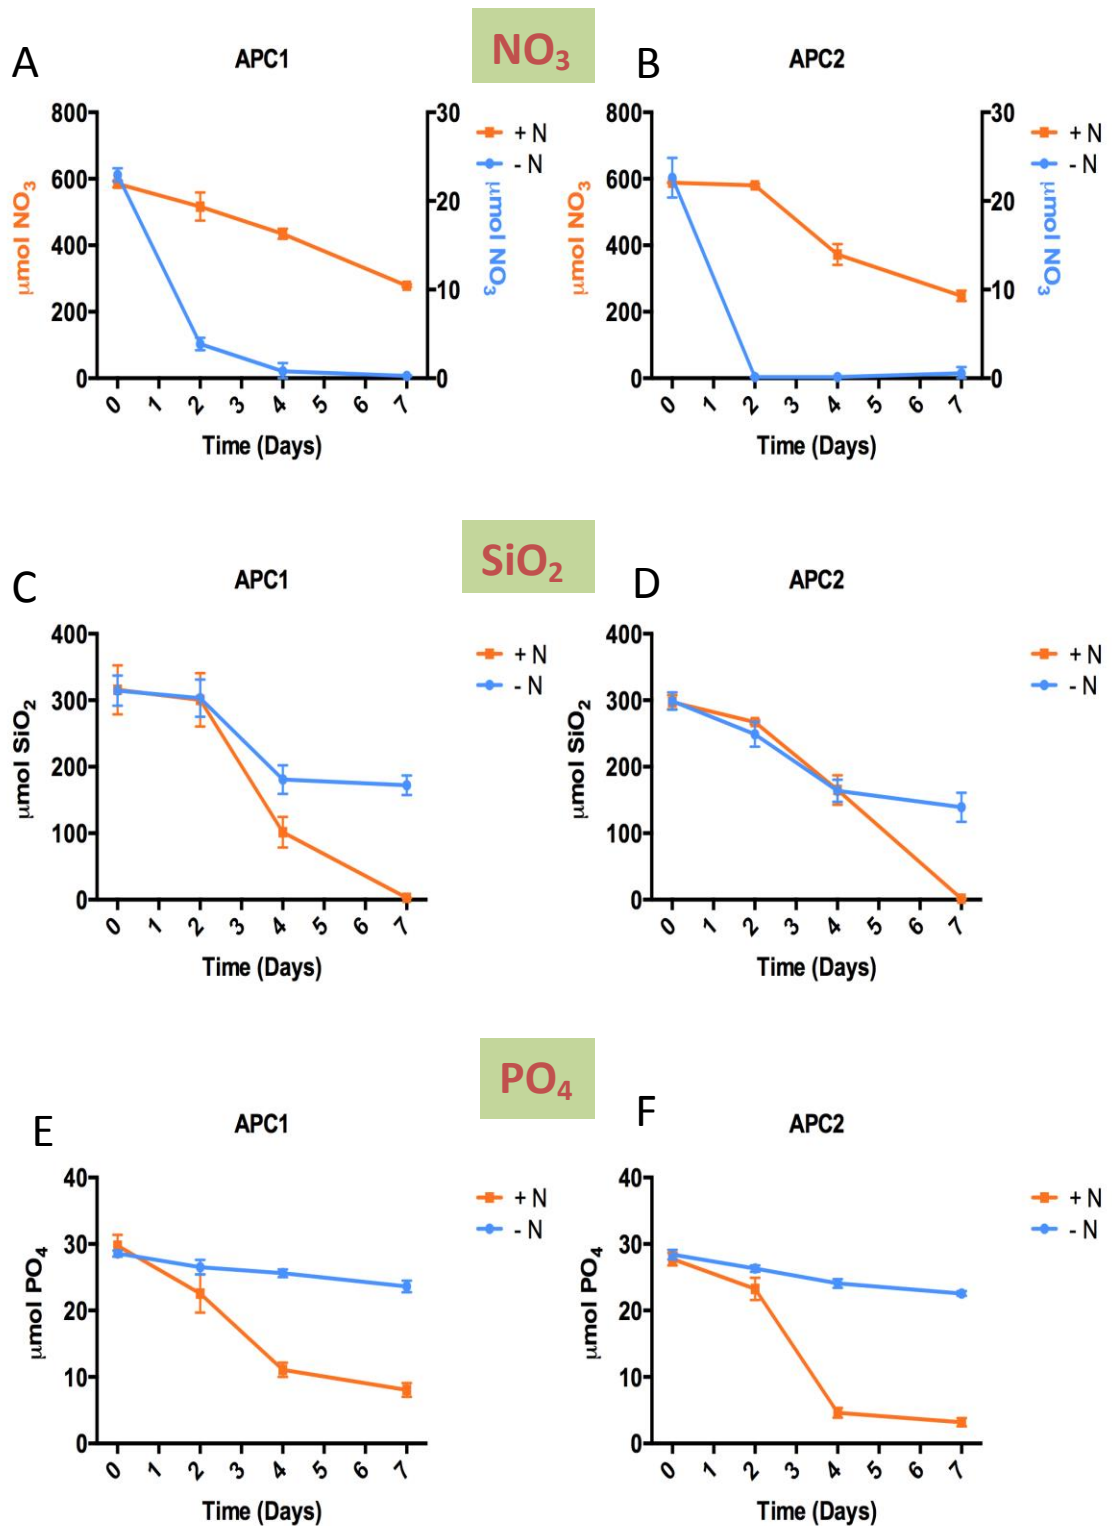 NO₃
A
APC1
800
600
400
200
0
μmol NO₃
30
20
10
0
μmol NO₃
+ N
- N
0 1 2 3 4 5 6 7
Time (Days)
B
APC2
800
600
400
200
0
μmol NO₃
30
20
10
0
μmol NO₃
+ N
- N
0 1 2 3 4 5 6 7
Time (Days)
SiO₂
C
APC1
400
300
200
100
0
μmol SiO₂
+ N
- N
0 1 2 3 4 5 6 7
Time (Days)
D
APC2
400
300
200
100
0
μmol SiO₂
+ N
- N
0 1 2 3 4 5 6 7
Time (Days)
PO₄
E
APC1
40
30
20
10
0
μmol PO₄
+ N
- N
0 1 2 3 4 5 6 7
Time (Days)
F
APC2
40
30
20
10
0
μmol PO₄
+ N
- N
0 1 2 3 4 5 6 7
Time (Days)